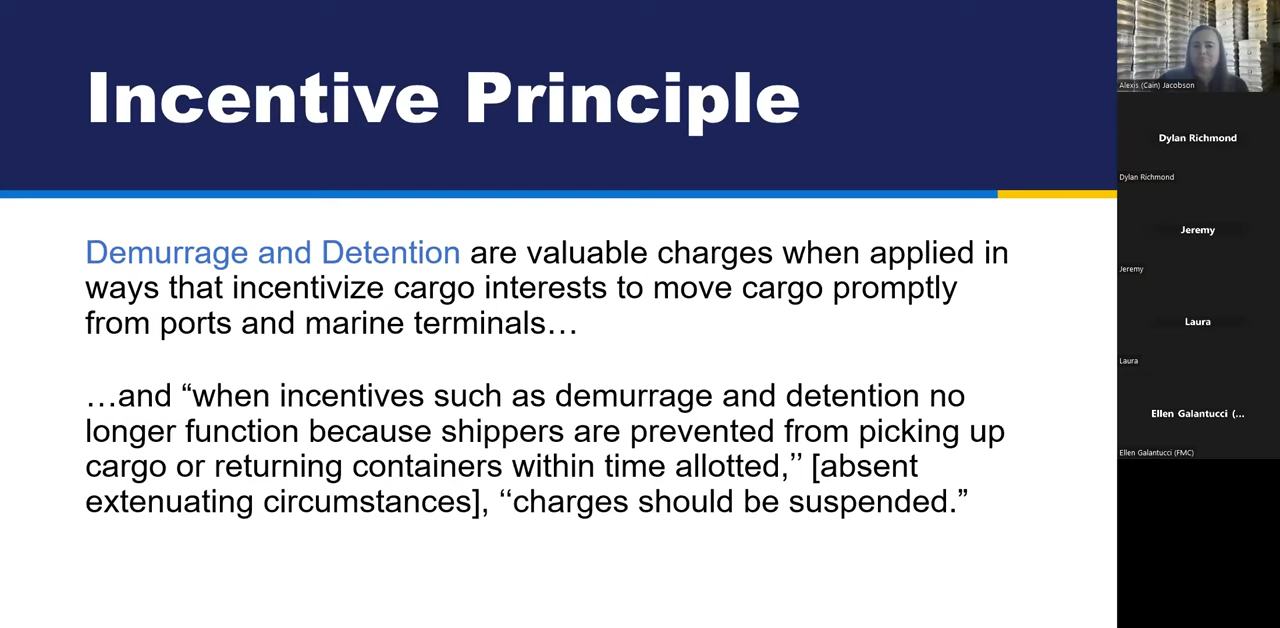 Incentive Principle
Demurrage and Detention are valuable charges when applied in
ways that incentivize cargo interests to move cargo promptly
from ports and marine terminals…
…and “when incentives such as demurrage and detention no
longer function because shippers are prevented from picking up
cargo or returning containers within time allotted,’’ [absent
extenuating circumstances], ‘‘charges should be suspended.”
Alexis (Cain) Jacobson
Dylan Richmond
Dylan Richmond
Jeremy
Jeremy
Laura
Laura
Ellen Galantucci (...
Ellen Galantucci (FMC)